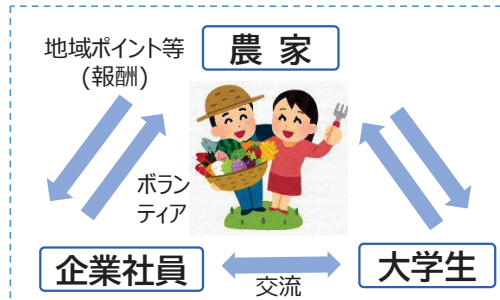 地域ポイント等
(報酬)
農 家
ボラン
ティア
企業社員
交流
大学生